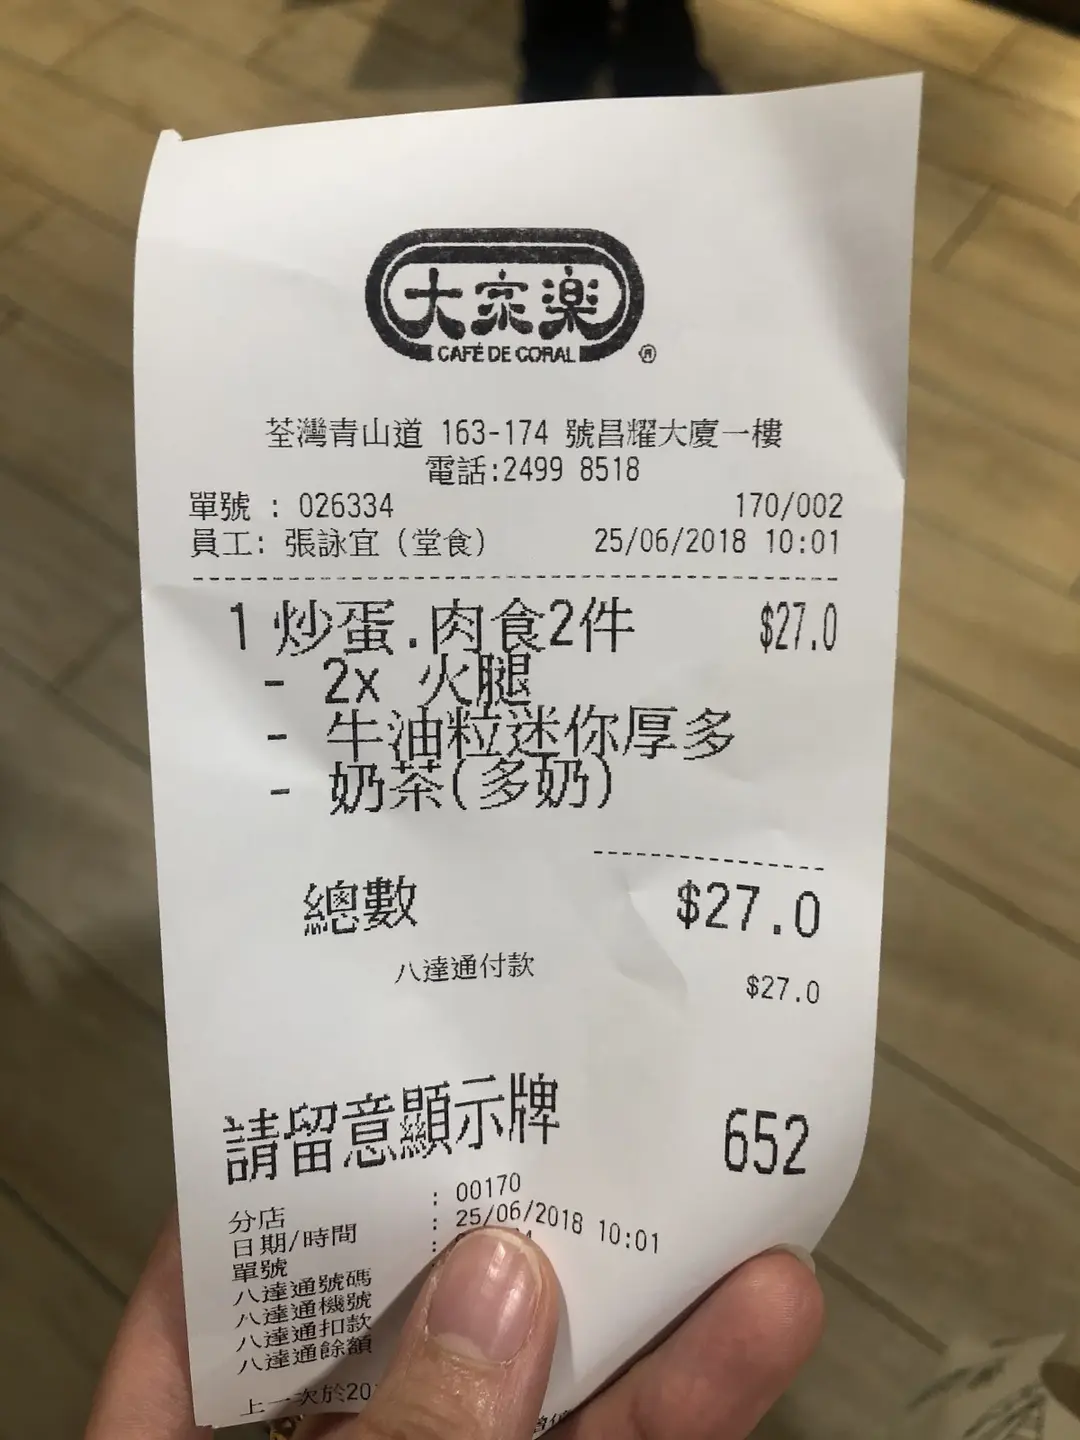 大家樂
CAFÉ DE CORAL ®
荃灣青山道 163-174 號昌耀大廈一樓
電話:2499 8518
單號 : 026334 170/002
員工: 張詠宜 (堂食) 25/06/2018 10:01
1 炒蛋.肉食2件 $27.0
- 2x 火腿
- 牛油粒迷你厚多
- 奶茶(多奶)
總數 $27.0
八達通付款 $27.0
請留意顯示牌 652
分店 : 00170
日期/時間 : 25/06/2018 10:01
單號 :
八達通號碼
八達通機號
八達通扣款
八達通餘額
上一次於20